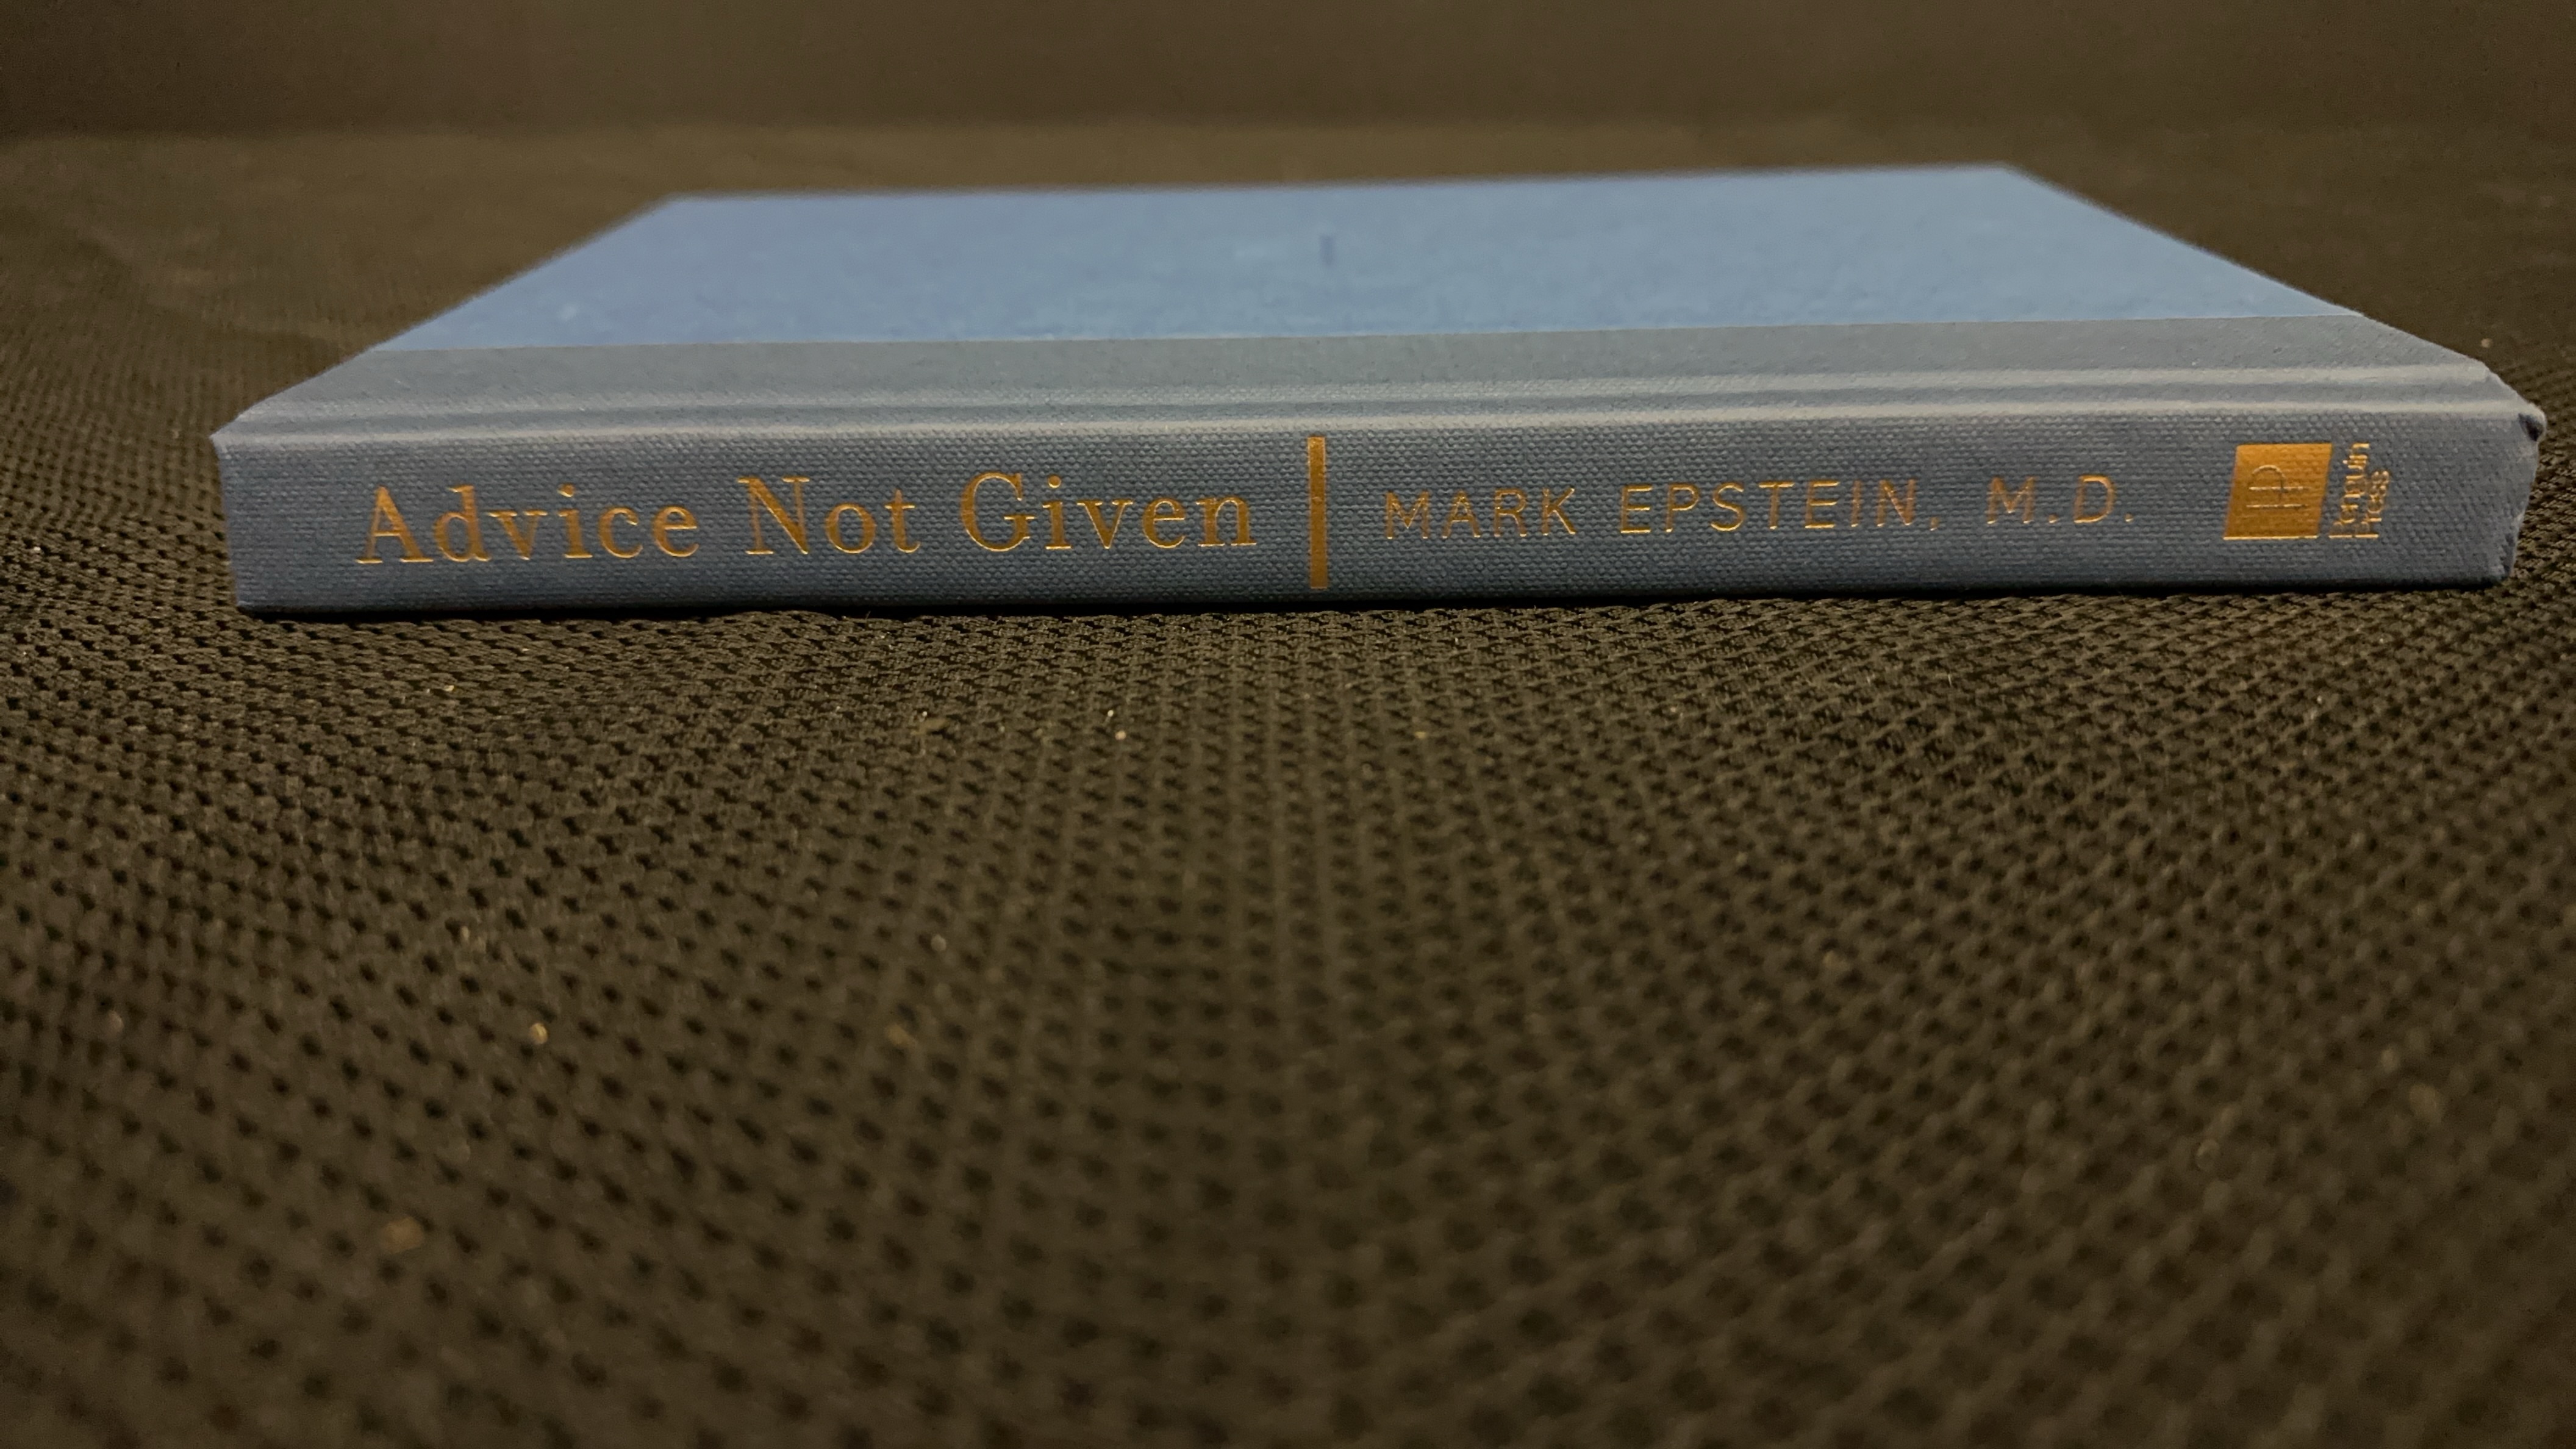 Advice Not Given
MARK EPSTEIN, M.D.
Penguin
Press